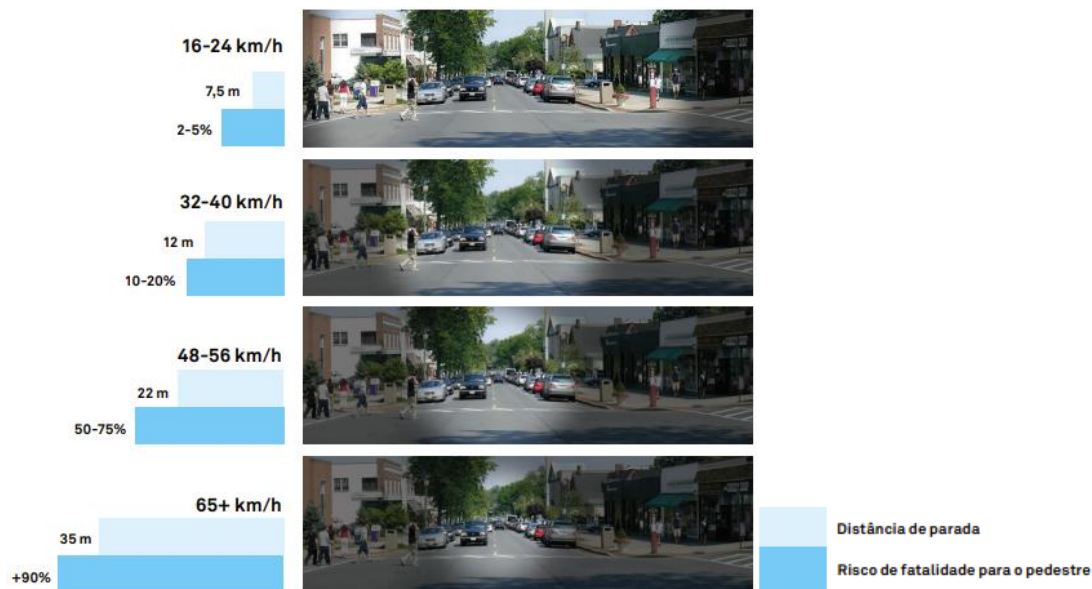 16-24 km/h
7,5 m
2-5%
32-40 km/h
12 m
10-20%
48-56 km/h
22 m
50-75%
65+ km/h
35 m
+90%
Distância de parada
Risco de fatalidade para o pedestre